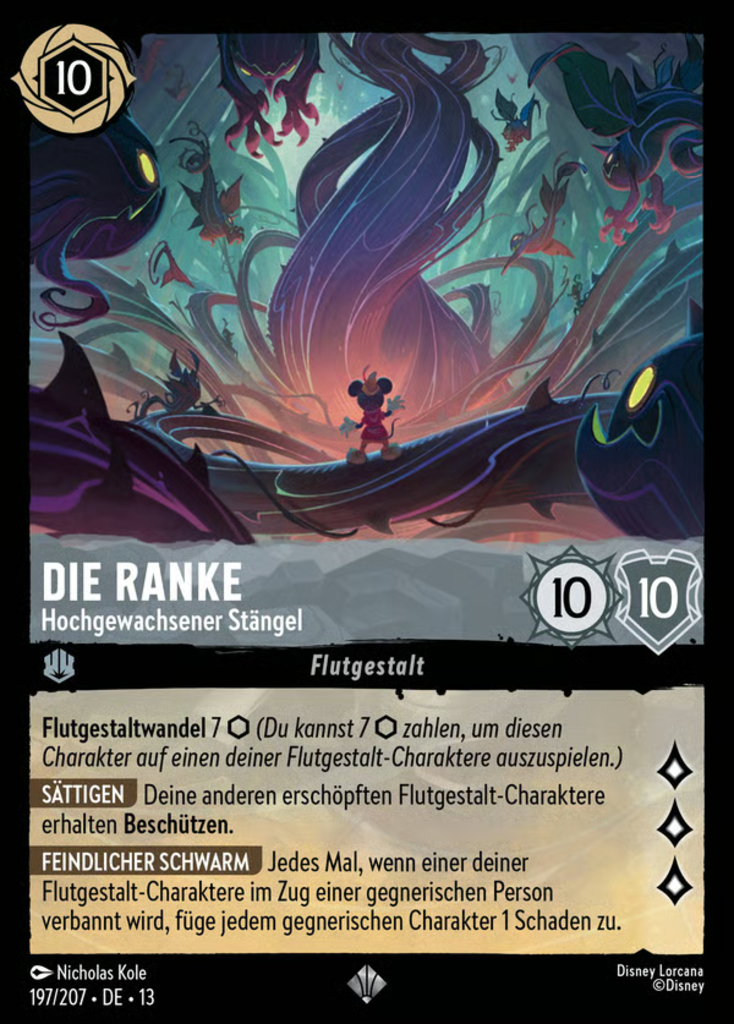 10
DIE RANKE
Hochgewachsener Stängel
10 10
Flutgestalt
Flutgestaltwandel 7 ⬡ (Du kannst 7 ⬡ zahlen, um diesen
Charakter auf einen deiner Flutgestalt-Charaktere auszuspielen.)
SÄTTIGEN Deine anderen erschöpften Flutgestalt-Charaktere
erhalten Beschützen.
FEINDLICHER SCHWARM Jedes Mal, wenn einer deiner
Flutgestalt-Charaktere im Zug einer gegnerischen Person
verbannt wird, füge jedem gegnerischen Charakter 1 Schaden zu.
Nicholas Kole
197/207 • DE • 13
Disney Lorcana
©Disney